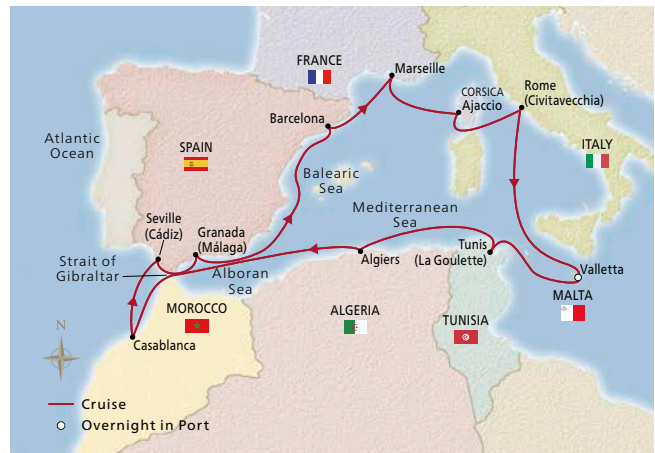 FRANCE
Marseille
CORSICA
Ajaccio
Rome
(Civitavecchia)
Barcelona
Atlantic
Ocean
SPAIN
ITALY
Balearic
Sea
Mediterranean
Sea
Seville
(Cádiz)
Granada
(Málaga)
Tunis
(La Goulette)
Strait of
Gibraltar
Alboran
Sea
Algiers
Valletta
MALTA
MOROCCO
ALGERIA
TUNISIA
N
Casablanca
Cruise
Overnight in Port